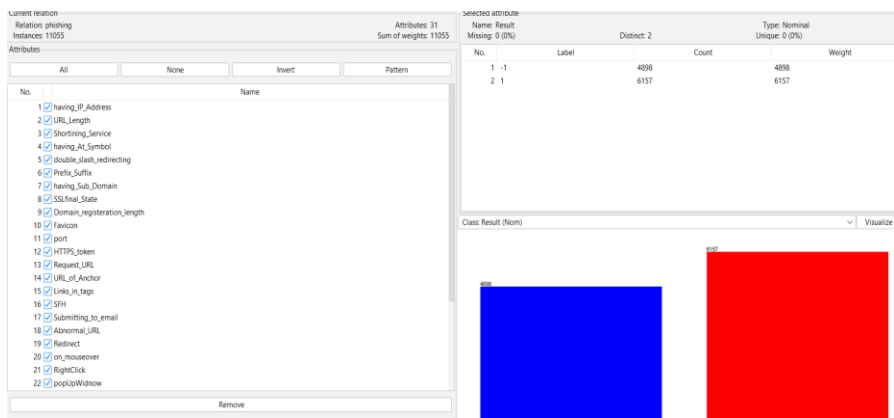 Current relation
Relation: phishing
Attributes: 31
Instances: 11055
Sum of weights: 11055
Attributes
All
None
Invert
Pattern
No.
Name
1 having_IP_Address
2 URL_Length
3 Shortining_Service
4 having_At_Symbol
5 double_slash_redirecting
6 Prefix_Suffix
7 having_Sub_Domain
8 SSLfinal_State
9 Domain_registeration_length
10 Favicon
11 port
12 HTTPS_token
13 Request_URL
14 URL_of_Anchor
15 Links_in_tags
16 SFH
17 Submitting_to_email
18 Abnormal_URL
19 Redirect
20 on_mouseover
21 RightClick
22 popUpWidnow
Remove
Selected attribute
Name: Result
Type: Nominal
Missing: 0 (0%)
Distinct: 2
Unique: 0 (0%)
No. Label Count Weight
1 -1 4898 4898
2 1 6157 6157
Class: Result (Nom)
Visualize
4898
6157